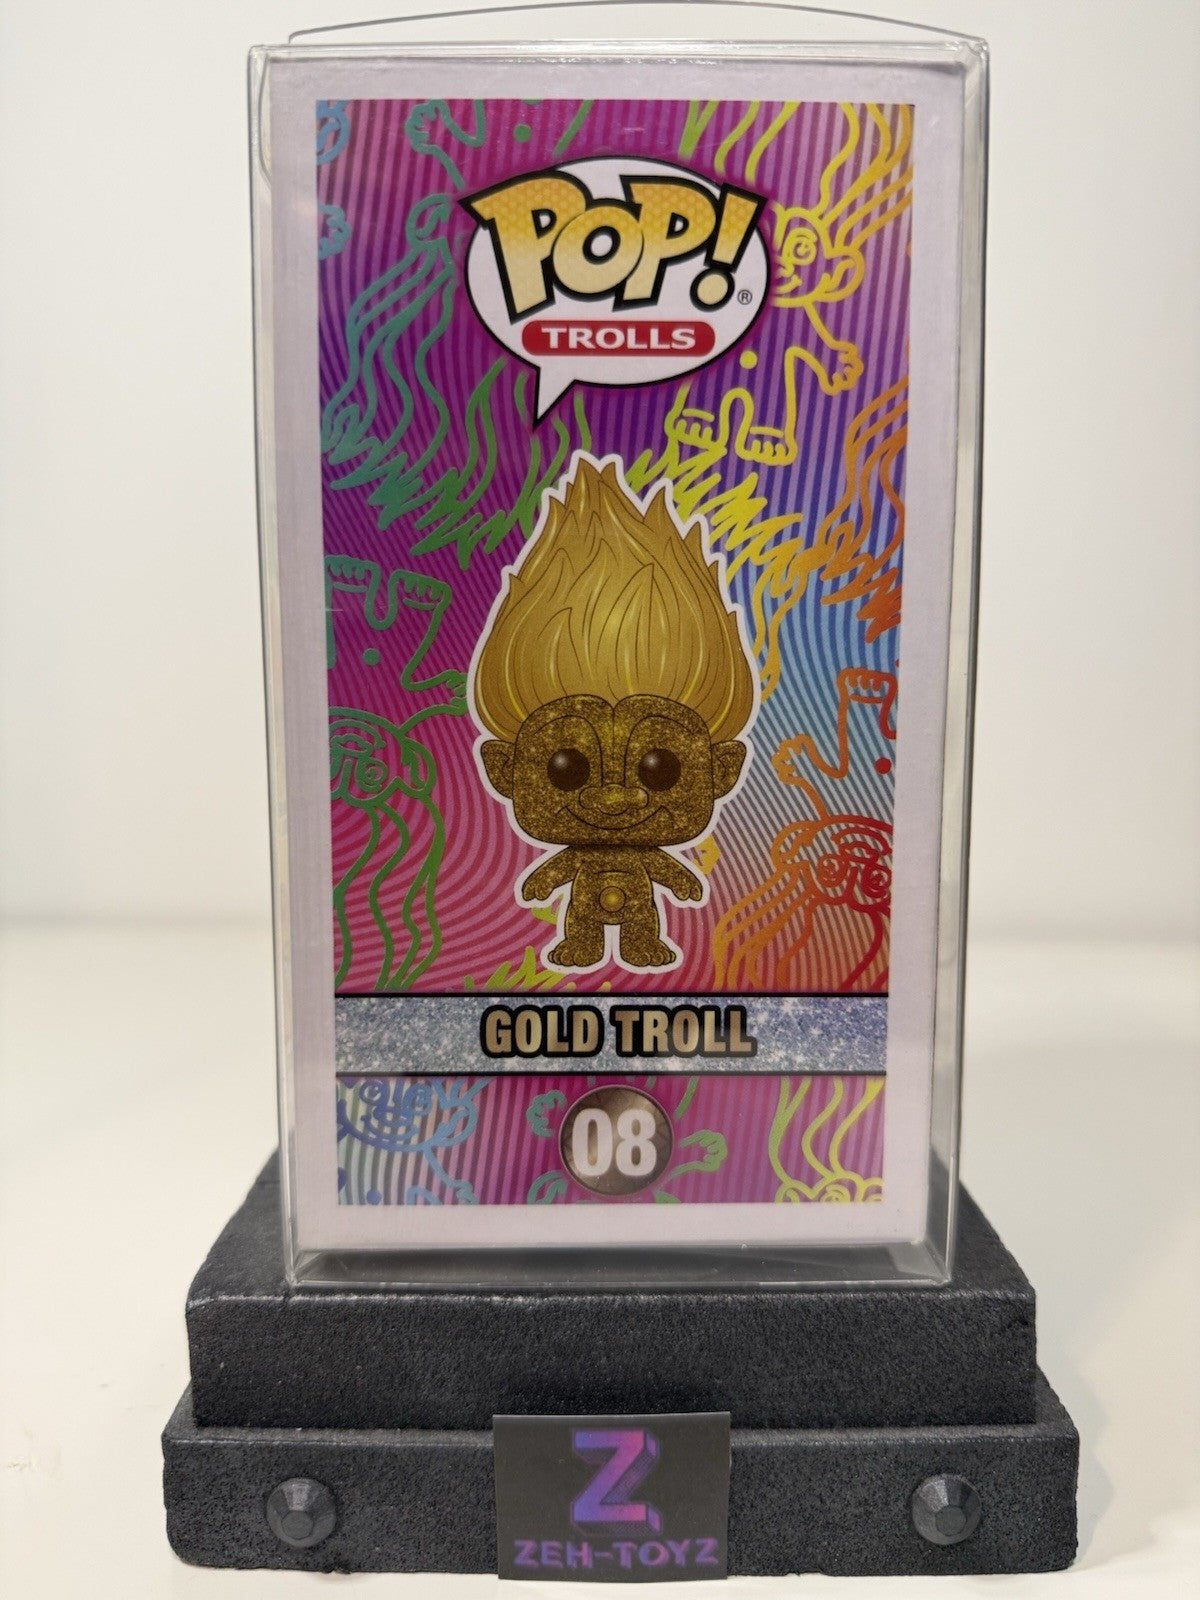 POP!®
TROLLS
GOLD TROLL
08
Z
ZEH-TOYZ